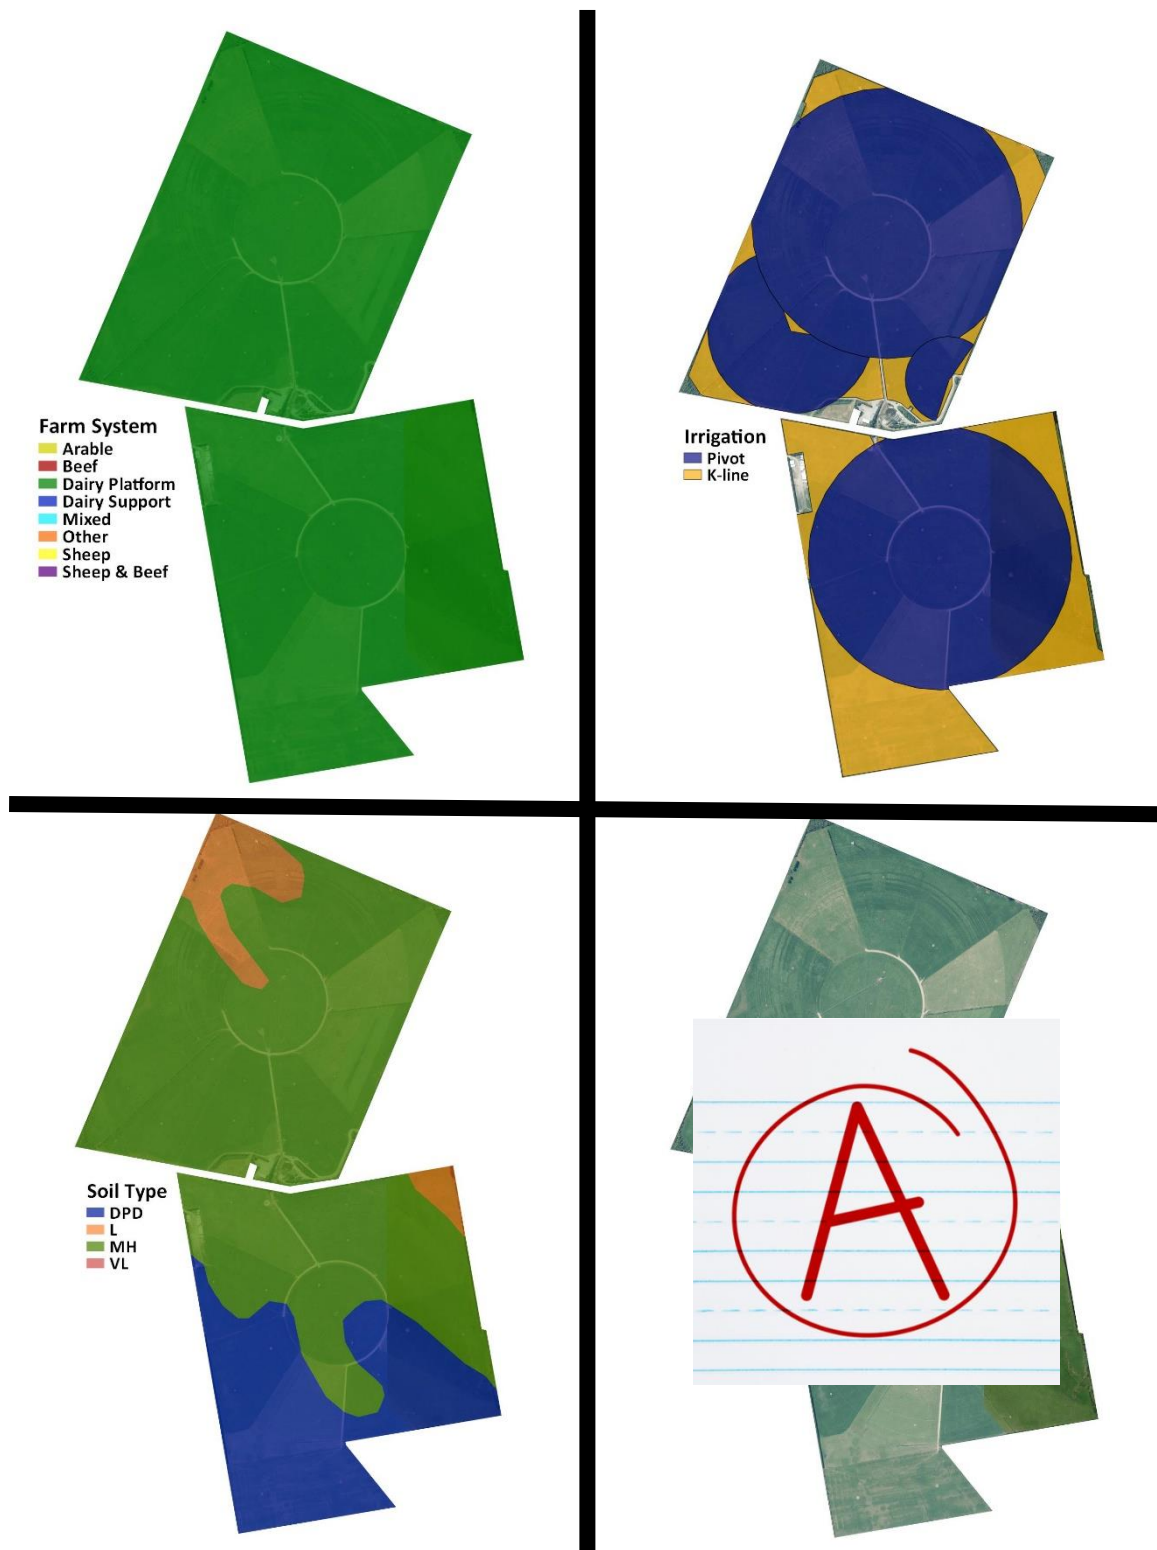 Farm System
Arable
Beef
Dairy Platform
Dairy Support
Mixed
Other
Sheep
Sheep & Beef
Irrigation
Pivot
K-line
Soil Type
DPD
L
MH
VL
A